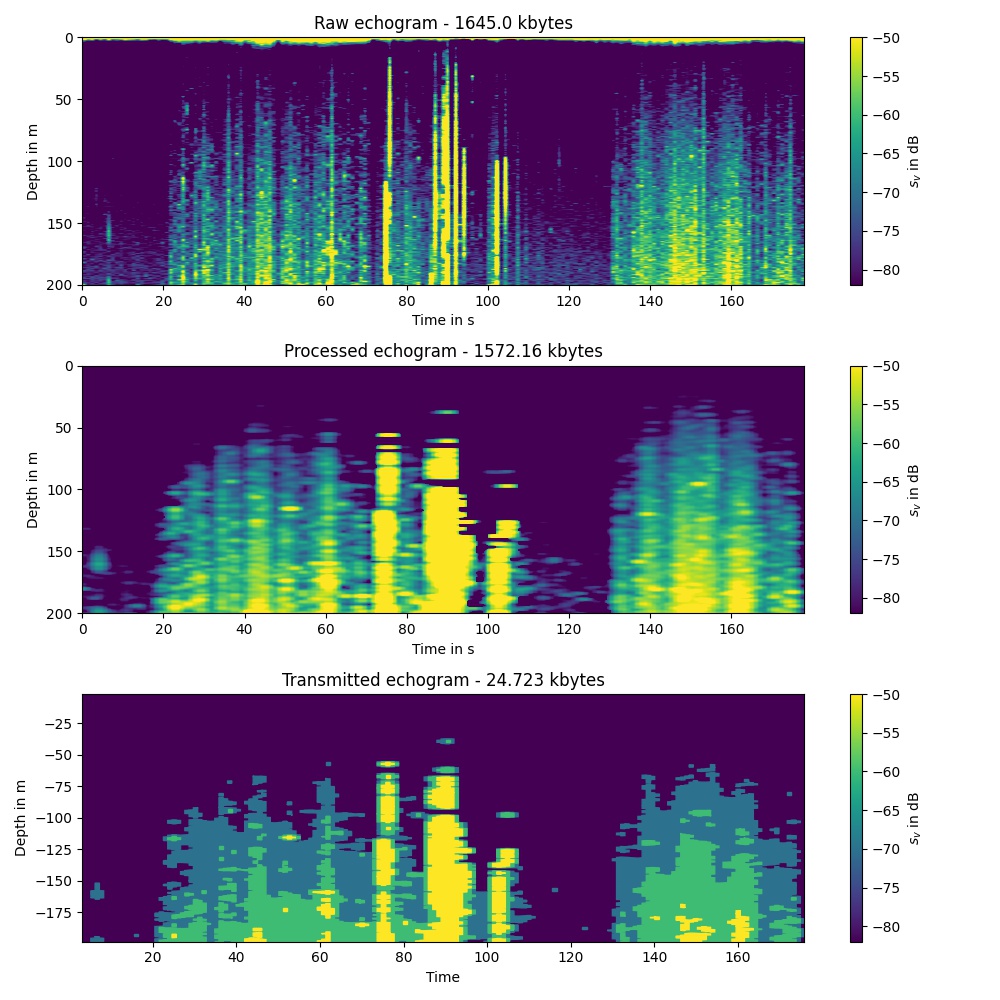 Raw echogram - 1645.0 kbytes
0
50
100
150
200
Depth in m
0 20 40 60 80 100 120 140 160
Time in s
−50
−55
−60
−65
−70
−75
−80
sᵥ in dB
Processed echogram - 1572.16 kbytes
0
50
100
150
200
Depth in m
0 20 40 60 80 100 120 140 160
Time in s
−50
−55
−60
−65
−70
−75
−80
sᵥ in dB
Transmitted echogram - 24.723 kbytes
−25
−50
−75
−100
−125
−150
−175
Depth in m
20 40 60 80 100 120 140 160
Time
−50
−55
−60
−65
−70
−75
−80
sᵥ in dB